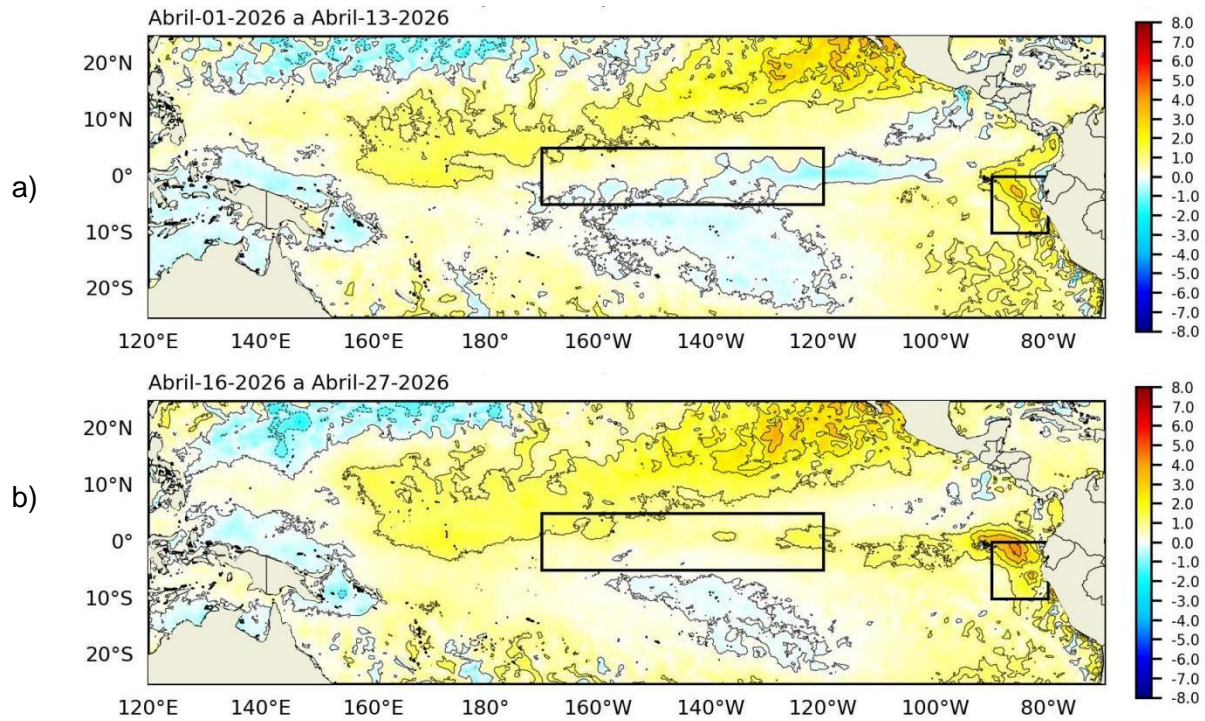 a)
Abril-01-2026 a Abril-13-2026
20°N
10°N
0°
10°S
20°S
120°E 140°E 160°E 180° 160°W 140°W 120°W 100°W 80°W
8.0
7.0
6.0
5.0
4.0
3.0
2.0
1.0
0.0
-1.0
-2.0
-3.0
-4.0
-5.0
-6.0
-7.0
-8.0
b)
Abril-16-2026 a Abril-27-2026
20°N
10°N
0°
10°S
20°S
120°E 140°E 160°E 180° 160°W 140°W 120°W 100°W 80°W
8.0
7.0
6.0
5.0
4.0
3.0
2.0
1.0
0.0
-1.0
-2.0
-3.0
-4.0
-5.0
-6.0
-7.0
-8.0